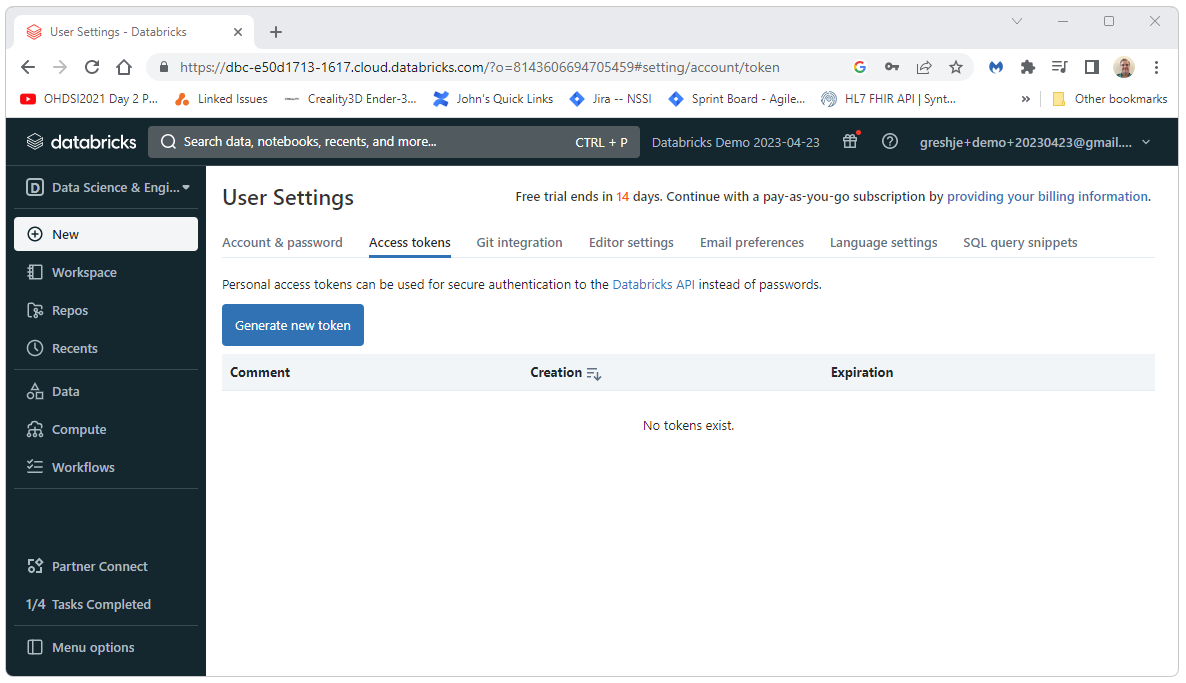 User Settings - Databricks
https://dbc-e50d1713-1617.cloud.databricks.com/?o=8143606694705459#setting/account/token
OHDSI2021 Day 2 P... Linked Issues Creality3D Ender-3... John's Quick Links Jira -- NSSI Sprint Board - Agile... HL7 FHIR API | Synt... » Other bookmarks
databricks Search data, notebooks, recents, and more... CTRL + P Databricks Demo 2023-04-23 greshje+demo+20230423@gmail....
D Data Science & Engi...
New
Workspace
Repos
Recents
Data
Compute
Workflows
Partner Connect
1/4 Tasks Completed
Menu options
User Settings Free trial ends in 14 days. Continue with a pay-as-you-go subscription by providing your billing information.
Account & password Access tokens Git integration Editor settings Email preferences Language settings SQL query snippets
Personal access tokens can be used for secure authentication to the Databricks API instead of passwords.
Generate new token
Comment Creation Expiration
No tokens exist.